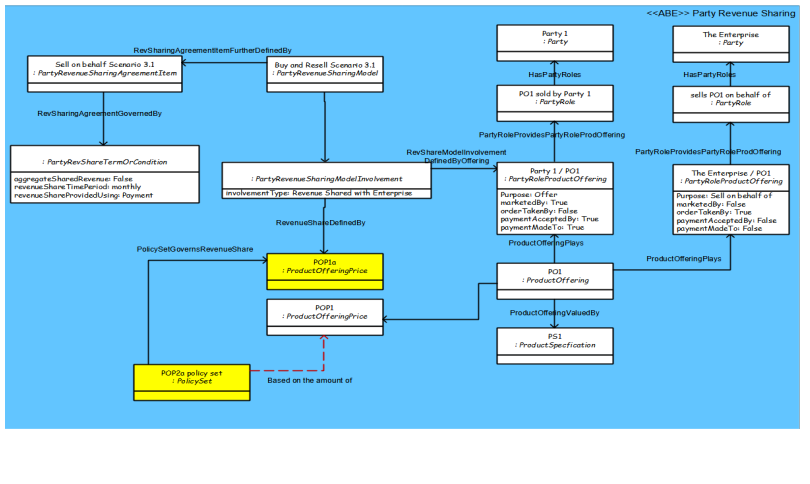 <<ABE>> Party Revenue Sharing
Party 1
: Party
The Enterprise
: Party
RevSharingAgreementItemFurtherDefinedBy
Sell on behalf Scenario 3.1
: PartyRevenueSharingAgreementItem
Buy and Resell Scenario 3.1
: PartyRevenueSharingModel
HasPartyRoles
HasPartyRoles
PO1 sold by Party 1
: PartyRole
sells PO1 on behalf of
: PartyRole
RevSharingAgreementGovernedBy
PartyRoleProvidesPartyRoleProdOffering
PartyRoleProvidesPartyRoleProdOffering
RevShareModelInvolvement
DefinedByOffering
: PartyRevShareTermOrCondition
aggregateSharedRevenue: False
revenueShareTimePeriod: monthly
revenueShareProvidedUsing: Payment
: PartyRevenueSharingModelInvolvement
involvementType: Revenue Shared with Enterprise
Party 1 / PO1
: PartyRoleProductOffering
Purpose: Offer
marketedBy: True
orderTakenBy: False
paymentAcceptedBy: True
paymentMadeTo: True
The Enterprise / PO1
: PartyRoleProductOffering
Purpose: Sell on behalf of
marketedBy: False
orderTakenBy: True
paymentAcceptedBy: False
paymentMadeTo: False
RevenueShareDefinedBy
PolicySetGovernsRevenueShare
ProductOfferingPlays
ProductOfferingPlays
POP1a
: ProductOfferingPrice
PO1
: ProductOffering
POP1
: ProductOfferingPrice
ProductOfferingValuedBy
PS1
: ProductSpecfication
POP2a policy set
: PolicySet
Based on the amount of